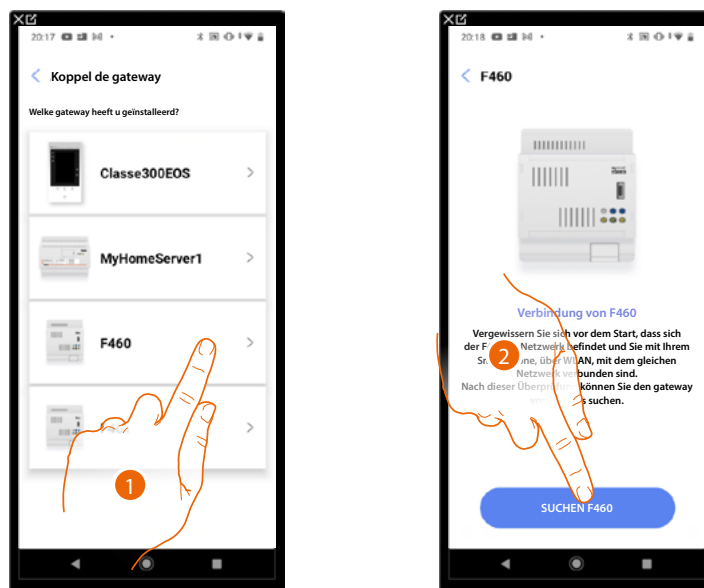 20:17
Koppel de gateway
Welke gateway heeft u geïnstalleerd?
Classe300EOS
MyHomeServer1
F460
1
20:18
F460
Verbindung von F460
Vergewissern Sie sich vor dem Start, dass sich
der Netzwerk befindet und Sie mit Ihrem
über WLAN, mit dem gleichen
Netzwerk verbunden sind.
Nach dieser Überprüfung können Sie den gateway
suchen.
2
SUCHEN F460